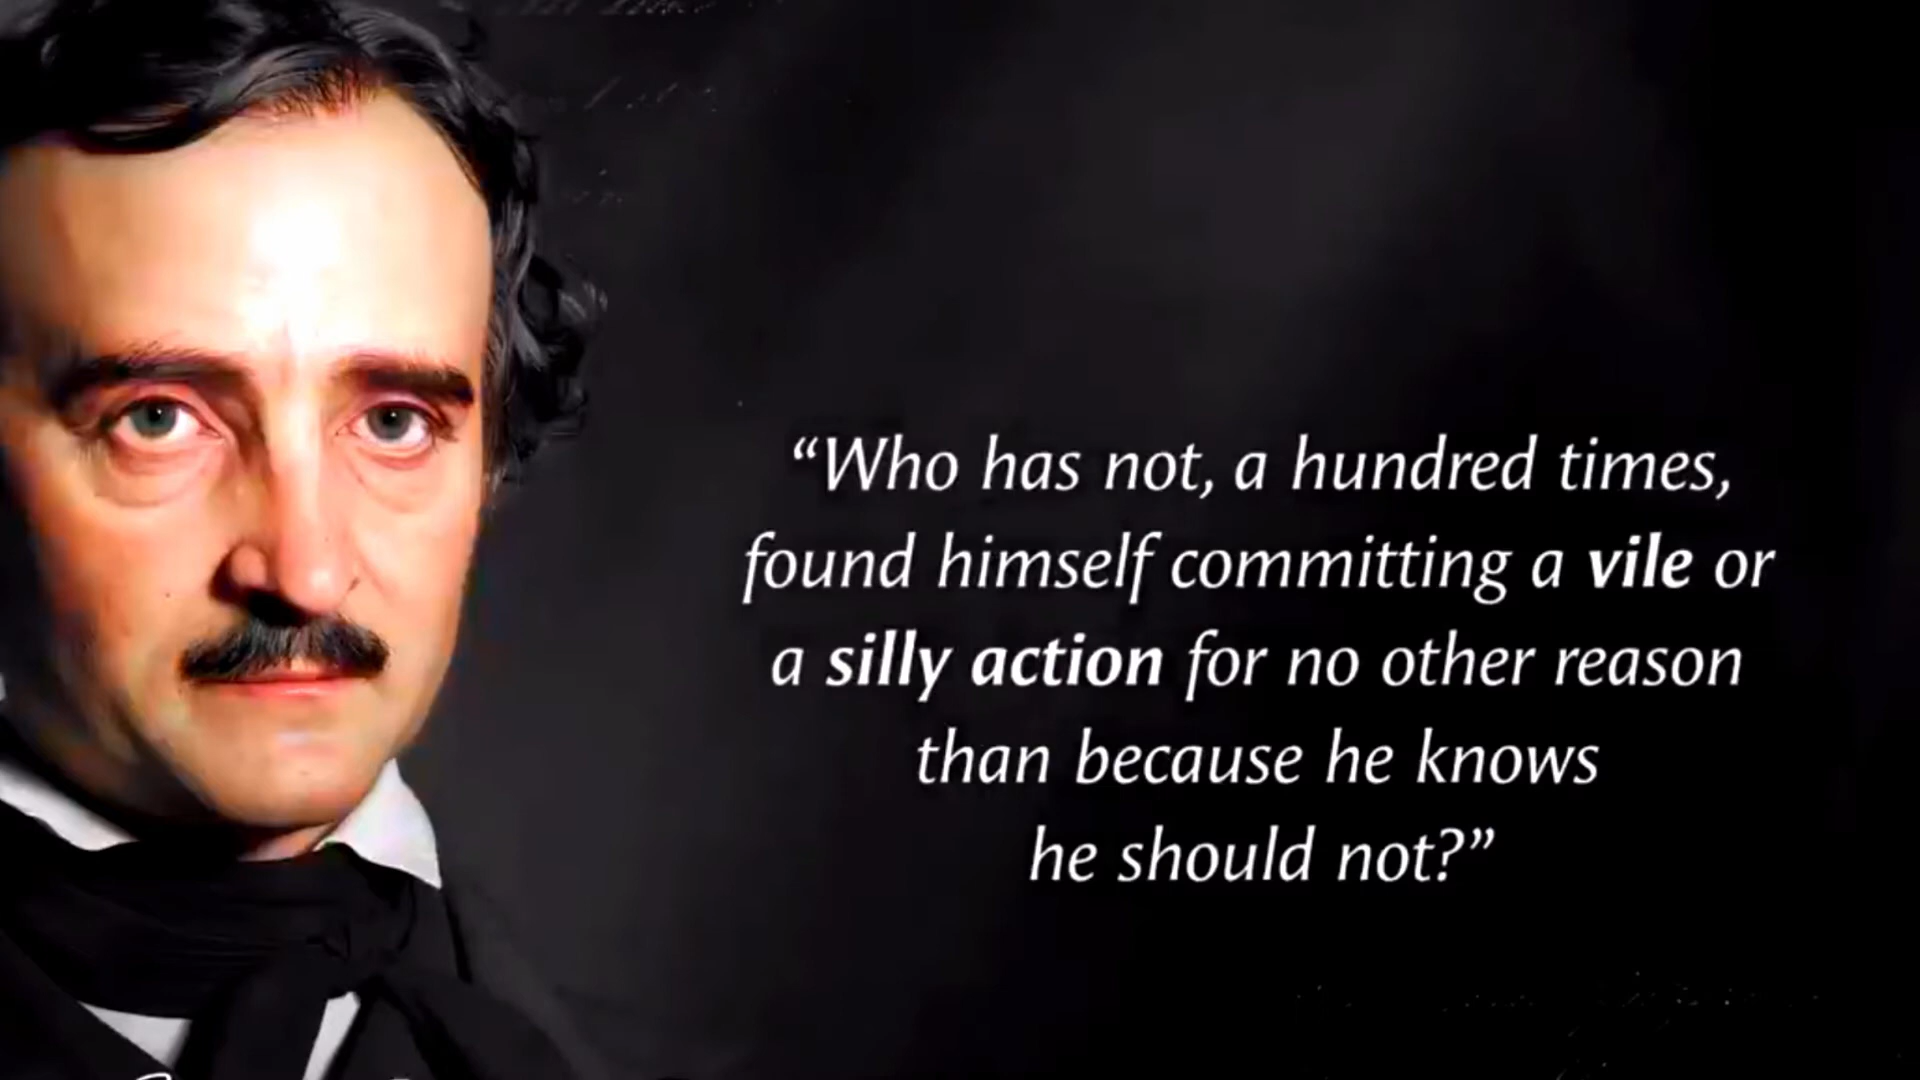 “Who has not, a hundred times,
found himself committing a vile or
a silly action for no other reason
than because he knows
he should not?”